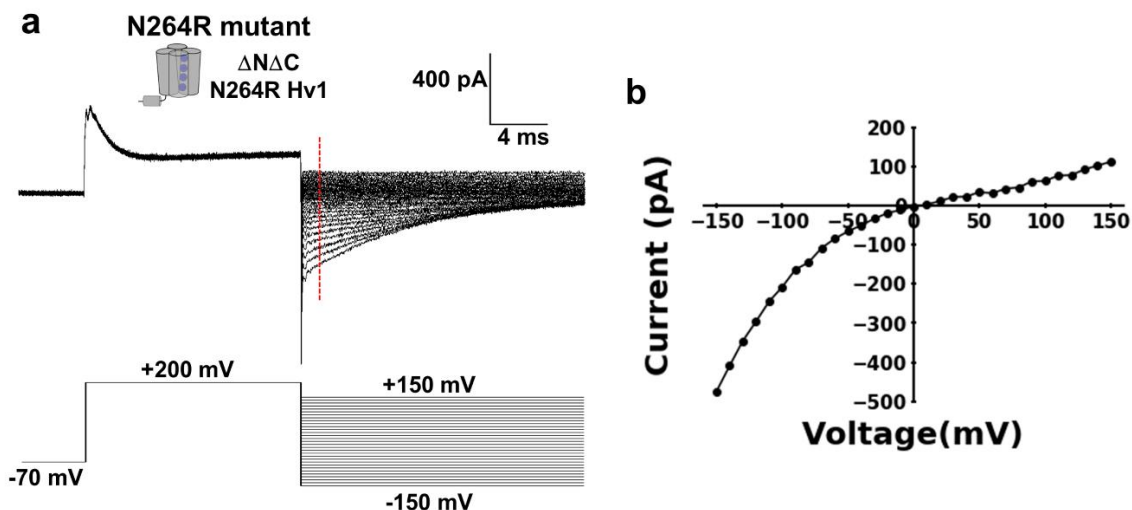 a
N264R mutant
ΔNΔC
N264R Hv1
400 pA
4 ms
+200 mV
+150 mV
-70 mV
-150 mV
b
Current (pA)
200
100
0
−100
−200
−300
−400
−500
−150
−100
−50
0
50
100
150
Voltage(mV)